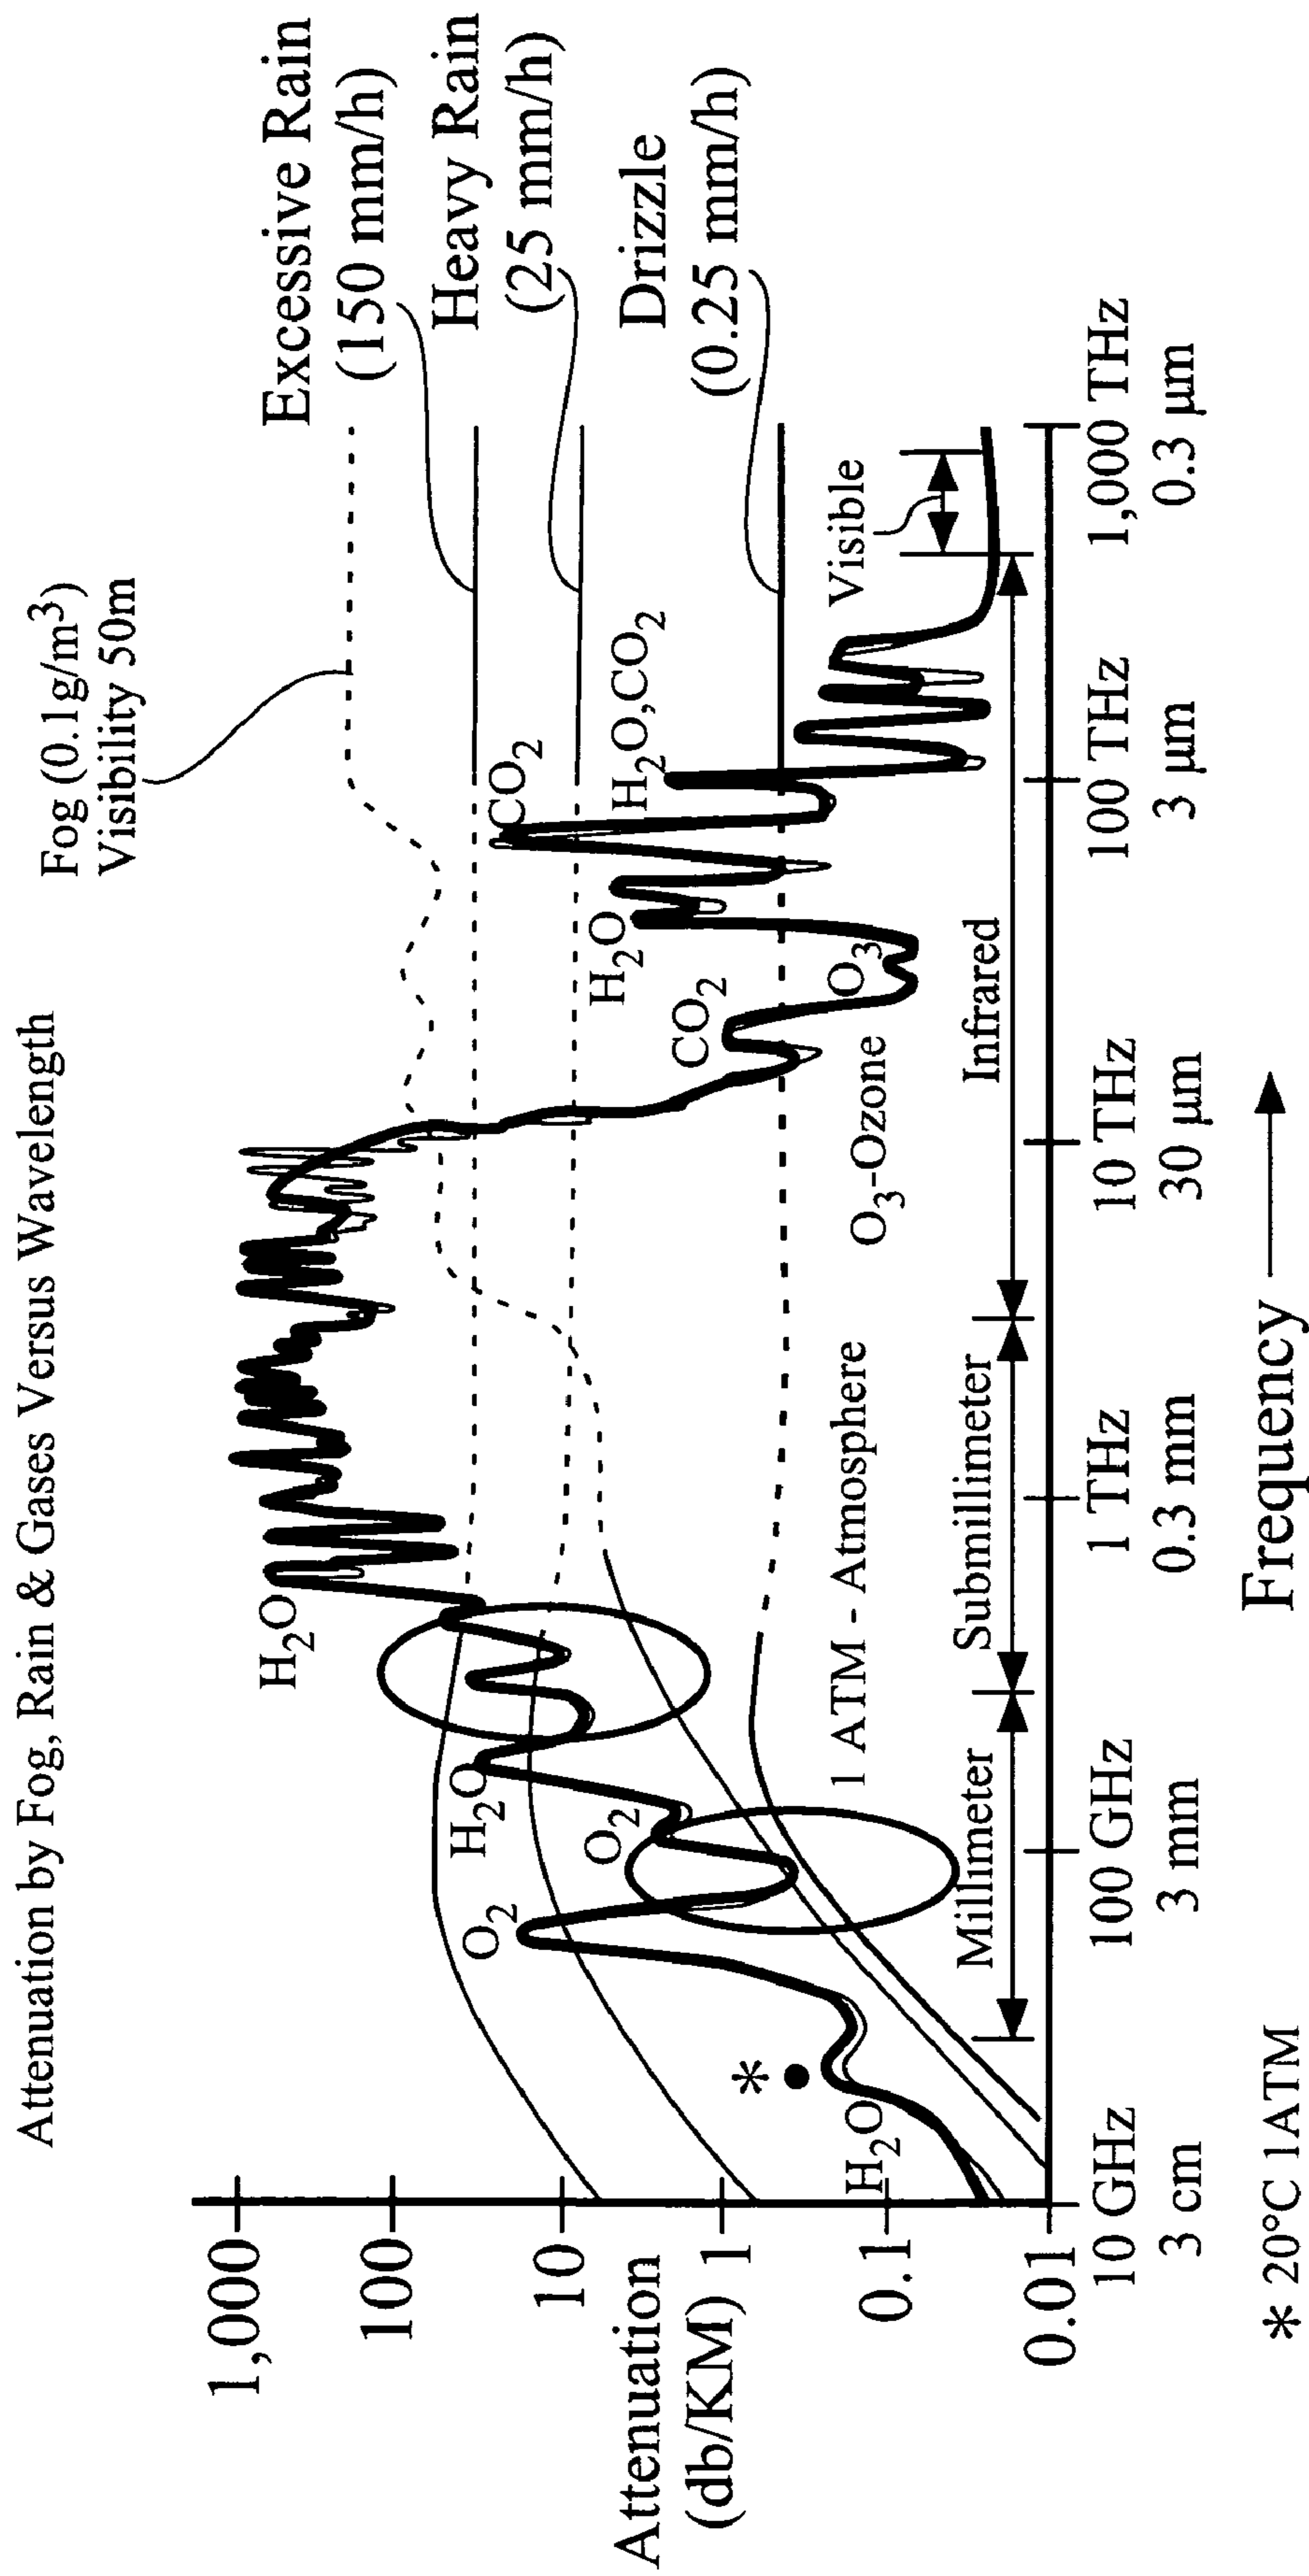 Attenuation by Fog, Rain & Gases Versus Wavelength
Fog (0.1g/m³)
Visibility 50m
Excessive Rain
(150 mm/h)
Heavy Rain
(25 mm/h)
Drizzle
(0.25 mm/h)
1,000
100
10
1
0.1
0.01
Attenuation
(db/KM)
H₂O
*
O₂
H₂O
O₂
H₂O
CO₂
H₂O
CO₂
H₂O,CO₂
O₃
O₃-Ozone
1 ATM - Atmosphere
Visible
Millimeter
Submillimeter
Infrared
10 GHz
3 cm
100 GHz
3 mm
1 THz
0.3 mm
10 THz
30 μm
100 THz
3 μm
1,000 THz
0.3 μm
Frequency
* 20°C 1ATM